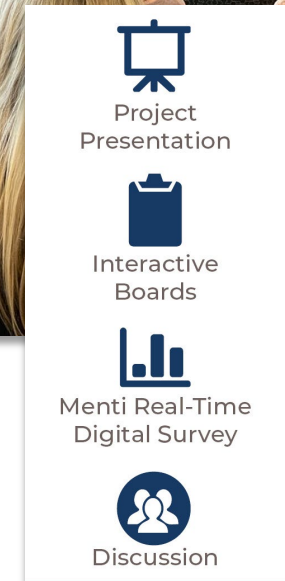 Project
Presentation
Interactive
Boards
Menti Real-Time
Digital Survey
Discussion